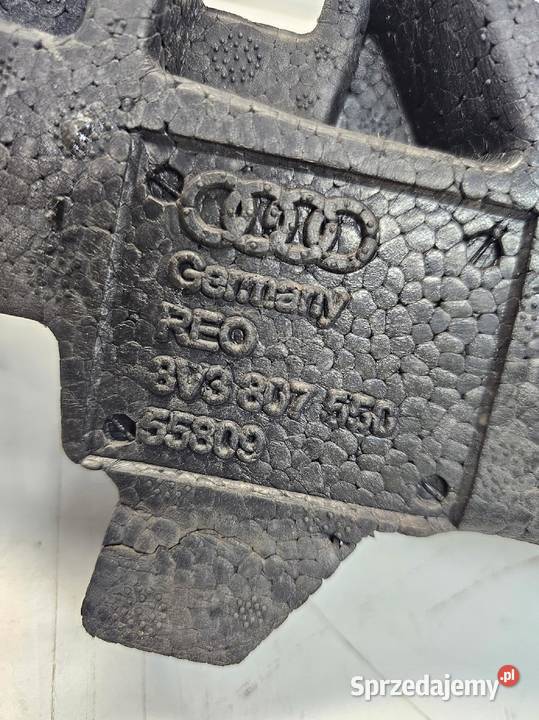 Germany
REO
8V3 807 550
55809
Sprzedajemy.pl